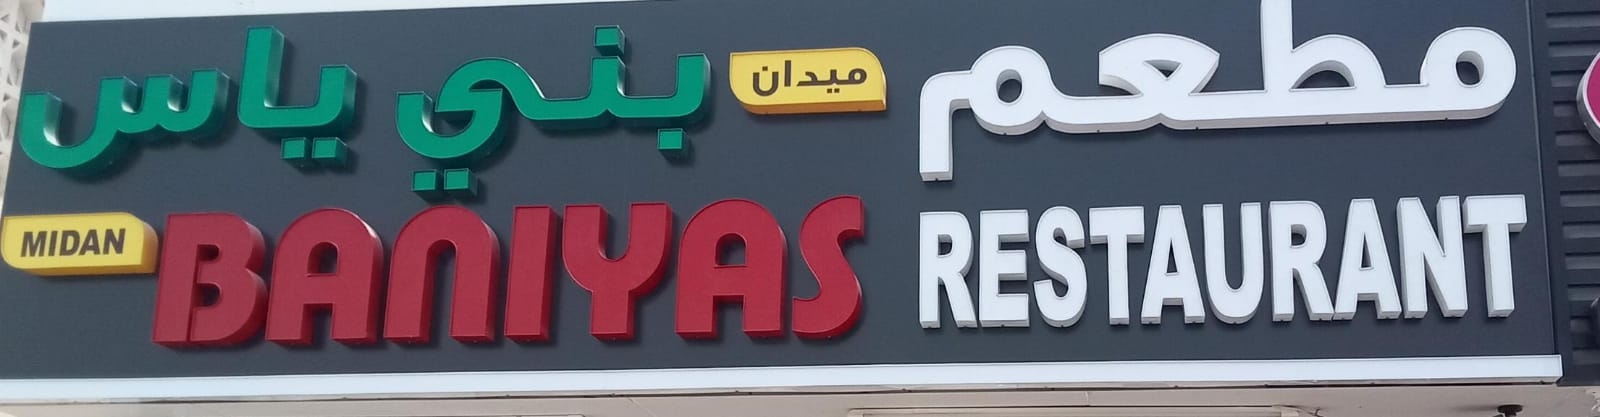 مطعم ميدان بني ياس
MIDAN BANIYAS RESTAURANT